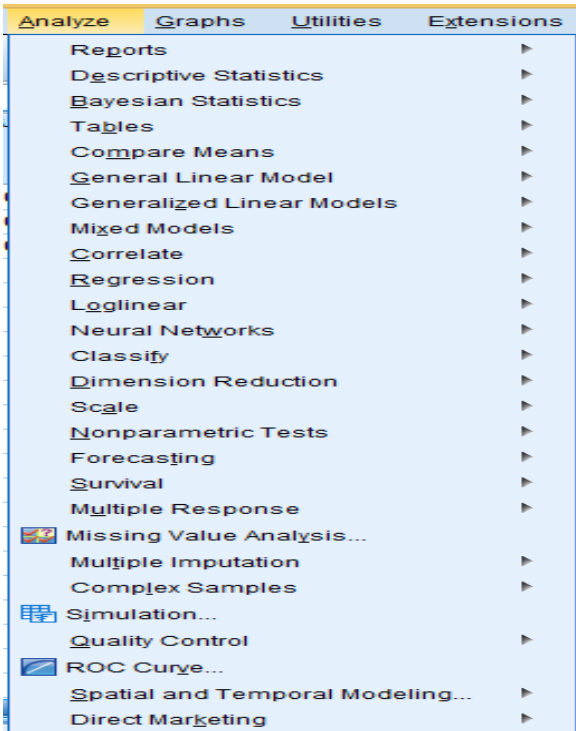 Analyze Graphs Utilities Extensions
Reports
Descriptive Statistics
Bayesian Statistics
Tables
Compare Means
General Linear Model
Generalized Linear Models
Mixed Models
Correlate
Regression
Loglinear
Neural Networks
Classify
Dimension Reduction
Scale
Nonparametric Tests
Forecasting
Survival
Multiple Response
Missing Value Analysis...
Multiple Imputation
Complex Samples
Simulation...
Quality Control
ROC Curve...
Spatial and Temporal Modeling...
Direct Marketing